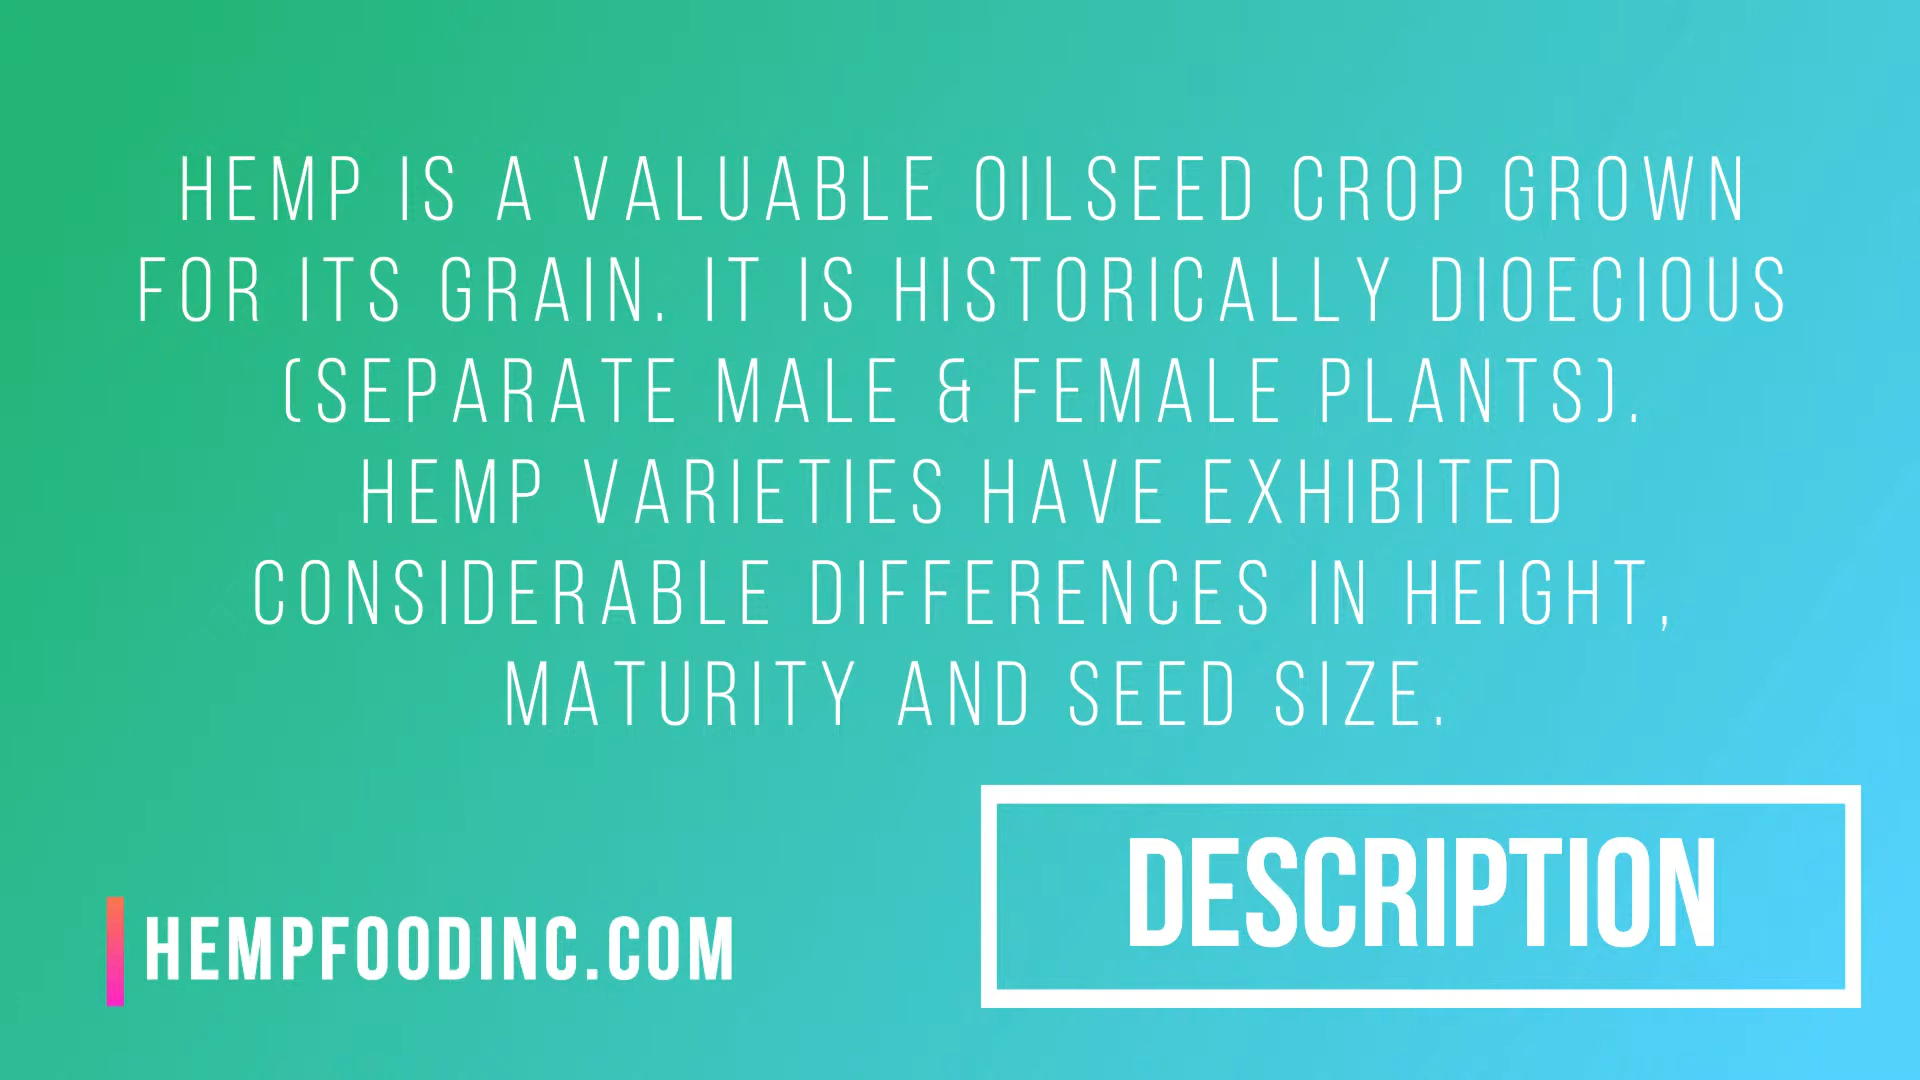 HEMP IS A VALUABLE OILSEED CROP GROWN
FOR ITS GRAIN. IT IS HISTORICALLY DIOECIOUS
(SEPARATE MALE & FEMALE PLANTS).
HEMP VARIETIES HAVE EXHIBITED
CONSIDERABLE DIFFERENCES IN HEIGHT,
MATURITY AND SEED SIZE.
DESCRIPTION
HEMPFOODINC.COM